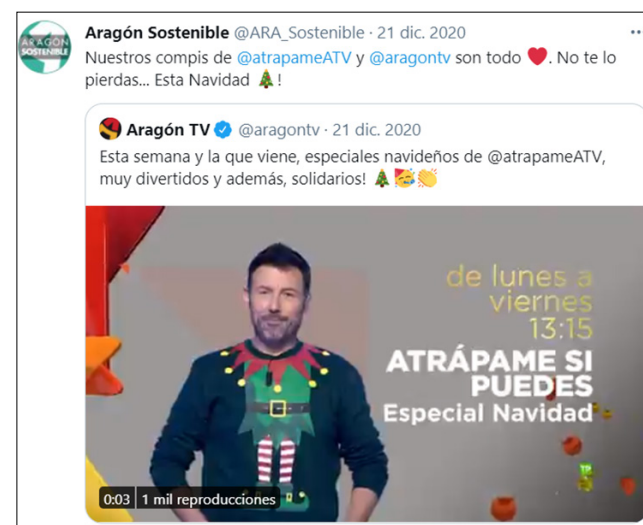 ARAGÓN
SOSTENIBLE
Aragón Sostenible @ARA_Sostenible · 21 dic. 2020
Nuestros compis de @atrapameATV y @aragontv son todo ❤️. No te lo
pierdas... Esta Navidad 🎄!
Aragón TV @aragontv · 21 dic. 2020
Esta semana y la que viene, especiales navideños de @atrapameATV,
muy divertidos y además, solidarios! 🎄🥳👏
de lunes a
viernes
13:15
ATRÁPAME SI
PUEDES
Especial Navidad
0:03 1 mil reproducciones